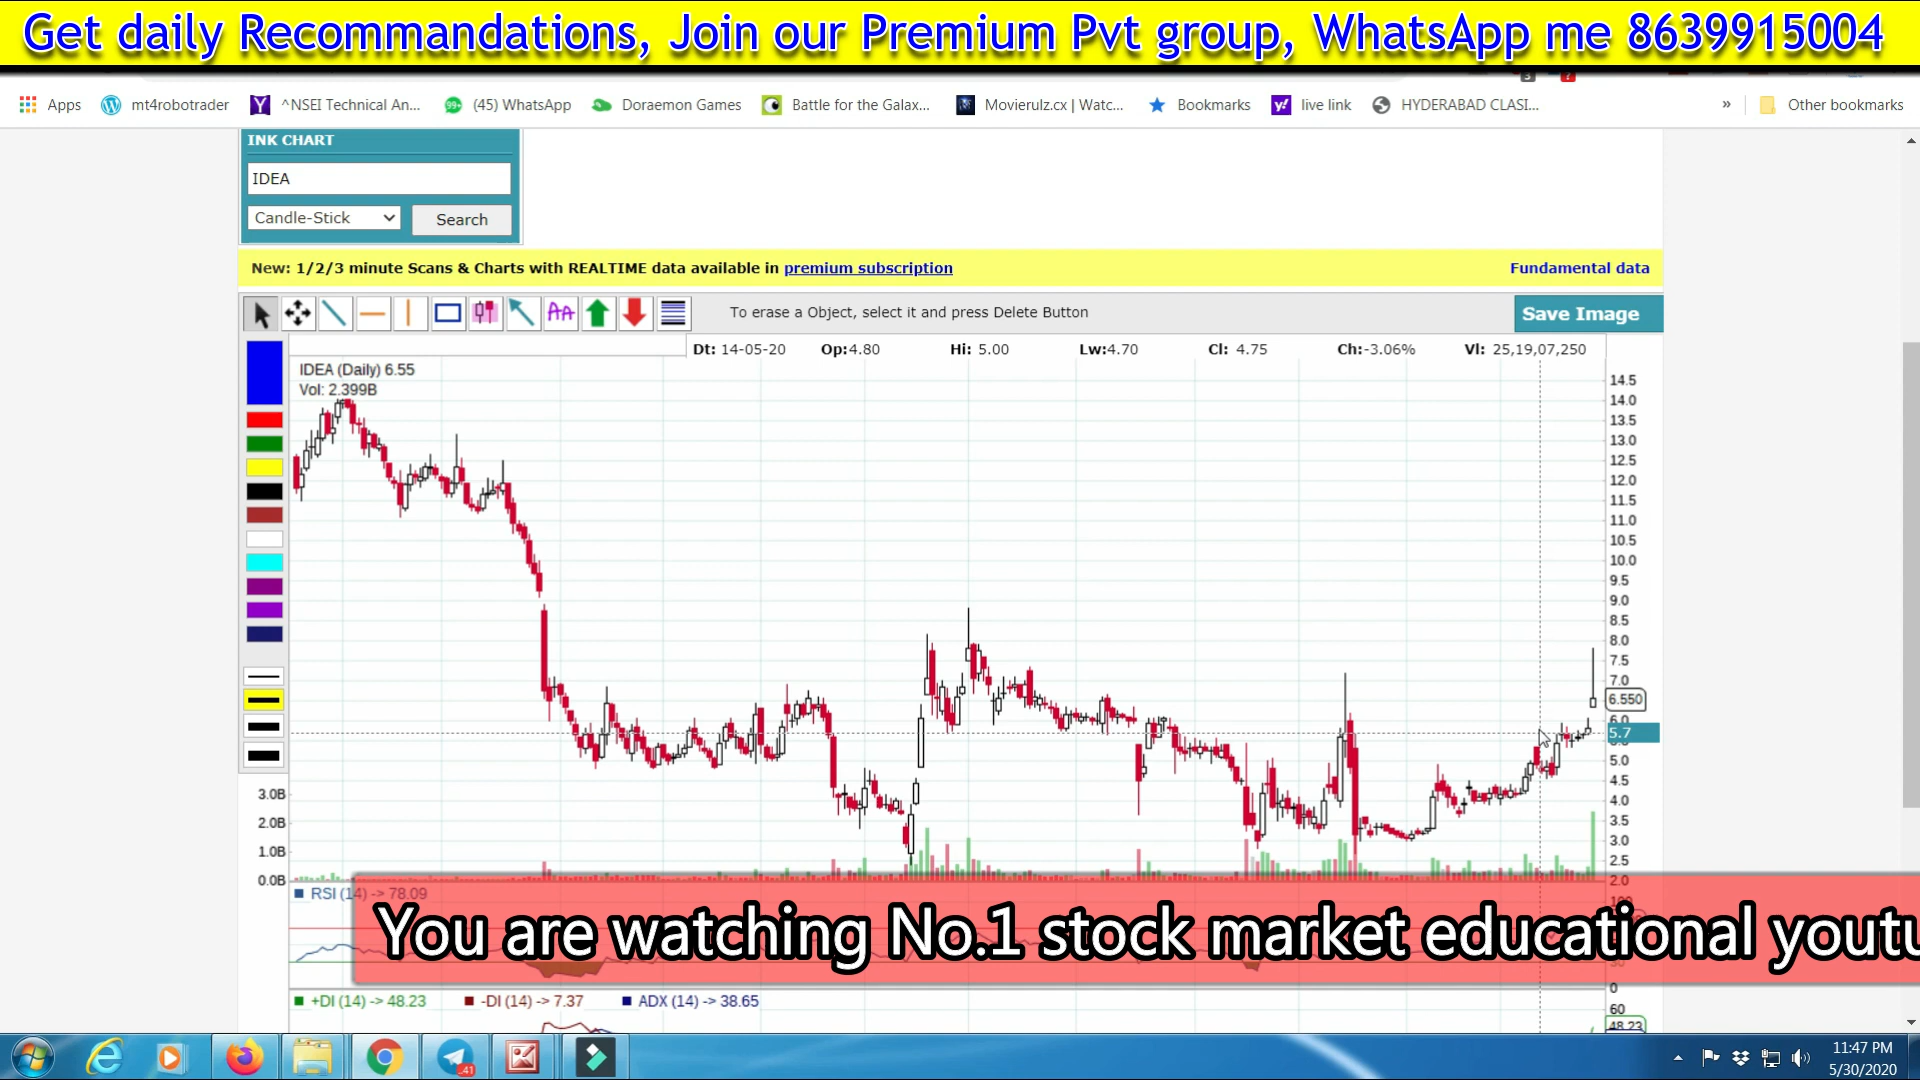 Get daily Recommandations, Join our Premium Pvt group, WhatsApp me 8639915004
Apps mt4robotrader ^NSEI Technical An... (45) WhatsApp Doraemon Games Battle for the Galax... Movierulz.cx | Watc... Bookmarks live link HYDERABAD CLASI... » Other bookmarks
INK CHART
IDEA
Candle-Stick Search
New: 1/2/3 minute Scans & Charts with REALTIME data available in premium subscription Fundamental data
To erase a Object, select it and press Delete Button Save Image
Dt: 14-05-20 Op:4.80 Hi: 5.00 Lw:4.70 Cl: 4.75 Ch:-3.06% Vl: 25,19,07,250
IDEA (Daily) 6.55
Vol: 2.399B
14.5
14.0
13.5
13.0
12.5
12.0
11.5
11.0
10.5
10.0
9.5
9.0
8.5
8.0
7.5
7.0
6.550
6.0
5.7
5.0
4.5
4.0
3.5
3.0
2.5
2.0
3.0B
2.0B
1.0B
0.0B
RSI (14) -> 78.09
You are watching No.1 stock market educational youtu
0
+DI (14) -> 48.23 -DI (14) -> 7.37 ADX (14) -> 38.65
60
48.23
11:47 PM
5/30/2020